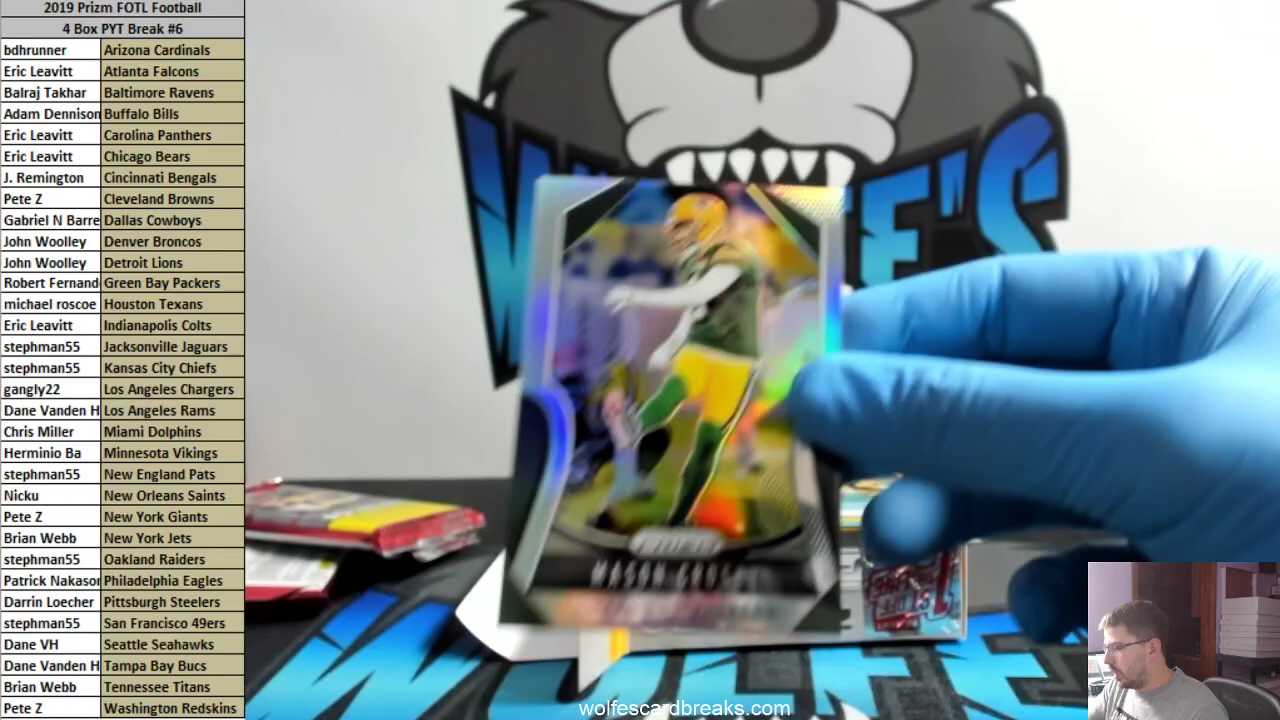 2019 Prizm FOTL Football
4 Box PYT Break #6
bdhrunner Arizona Cardinals
Eric Leavitt Atlanta Falcons
Balraj Takhar Baltimore Ravens
Adam Dennison Buffalo Bills
Eric Leavitt Carolina Panthers
Eric Leavitt Chicago Bears
J. Remington Cincinnati Bengals
Pete Z Cleveland Browns
Gabriel N Barre Dallas Cowboys
John Woolley Denver Broncos
John Woolley Detroit Lions
Robert Fernand Green Bay Packers
michael roscoe Houston Texans
Eric Leavitt Indianapolis Colts
stephman55 Jacksonville Jaguars
stephman55 Kansas City Chiefs
gangly22 Los Angeles Chargers
Dane Vanden H Los Angeles Rams
Chris Miller Miami Dolphins
Herminio Ba Minnesota Vikings
stephman55 New England Pats
Nicku New Orleans Saints
Pete Z New York Giants
Brian Webb New York Jets
stephman55 Oakland Raiders
Patrick Nakason Philadelphia Eagles
Darrin Loecher Pittsburgh Steelers
stephman55 San Francisco 49ers
Dane VH Seattle Seahawks
Dane Vanden H Tampa Bay Bucs
Brian Webb Tennessee Titans
Pete Z Washington Redskins
WOLFE'S
MASON CROSBY
WOLFE
wolfescardbreaks.com